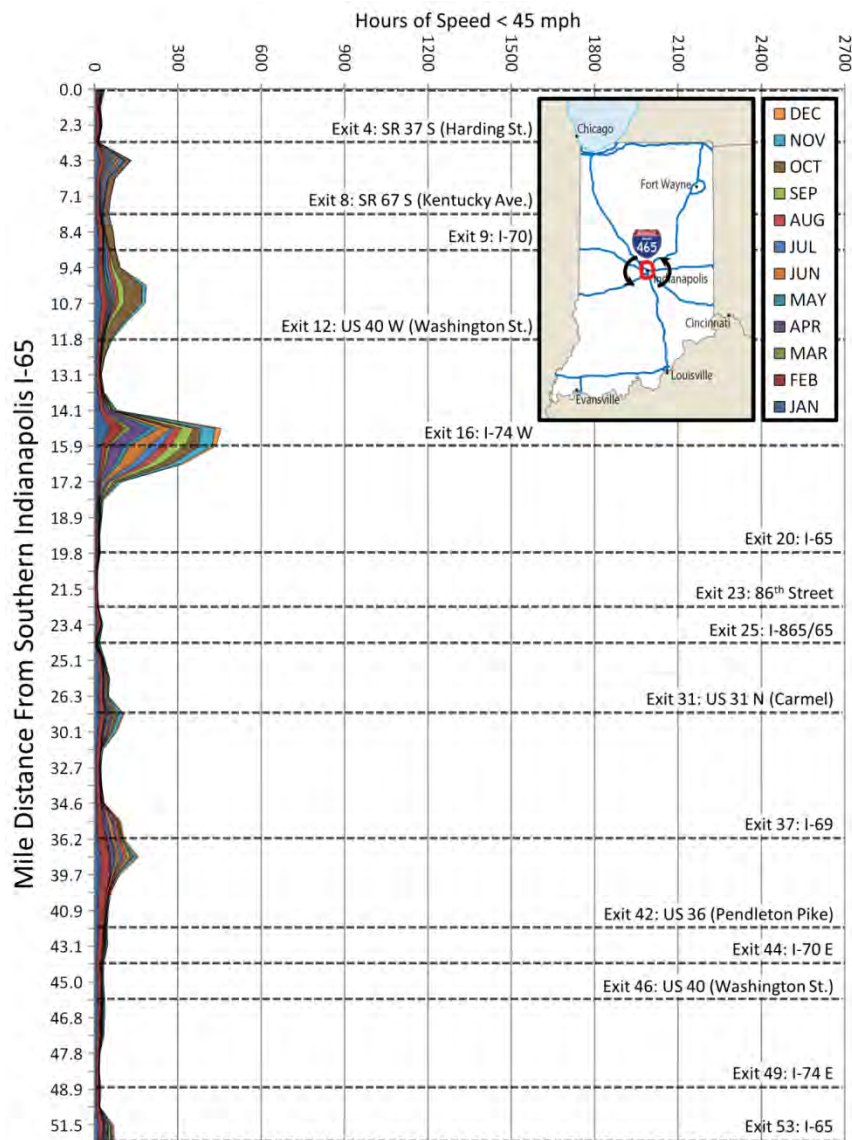 Hours of Speed < 45 mph
0
300
600
900
1200
1500
1800
2100
2400
2700
Mile Distance From Southern Indianapolis I-65
0.0
2.3
4.3
7.1
8.4
9.4
10.7
11.8
13.1
14.1
15.9
17.2
18.9
19.8
21.5
23.4
25.1
26.3
30.1
32.7
34.6
36.2
39.7
40.9
43.1
45.0
46.8
47.8
48.9
51.5
Exit 4: SR 37 S (Harding St.)
Exit 8: SR 67 S (Kentucky Ave.)
Exit 9: I-70)
Exit 12: US 40 W (Washington St.)
Exit 16: I-74 W
Exit 20: I-65
Exit 23: 86th Street
Exit 25: I-865/65
Exit 31: US 31 N (Carmel)
Exit 37: I-69
Exit 42: US 36 (Pendleton Pike)
Exit 44: I-70 E
Exit 46: US 40 (Washington St.)
Exit 49: I-74 E
Exit 53: I-65
Chicago
Fort Wayne
465
Indianapolis
Cincinnati
Louisville
Evansville
DEC
NOV
OCT
SEP
AUG
JUL
JUN
MAY
APR
MAR
FEB
JAN